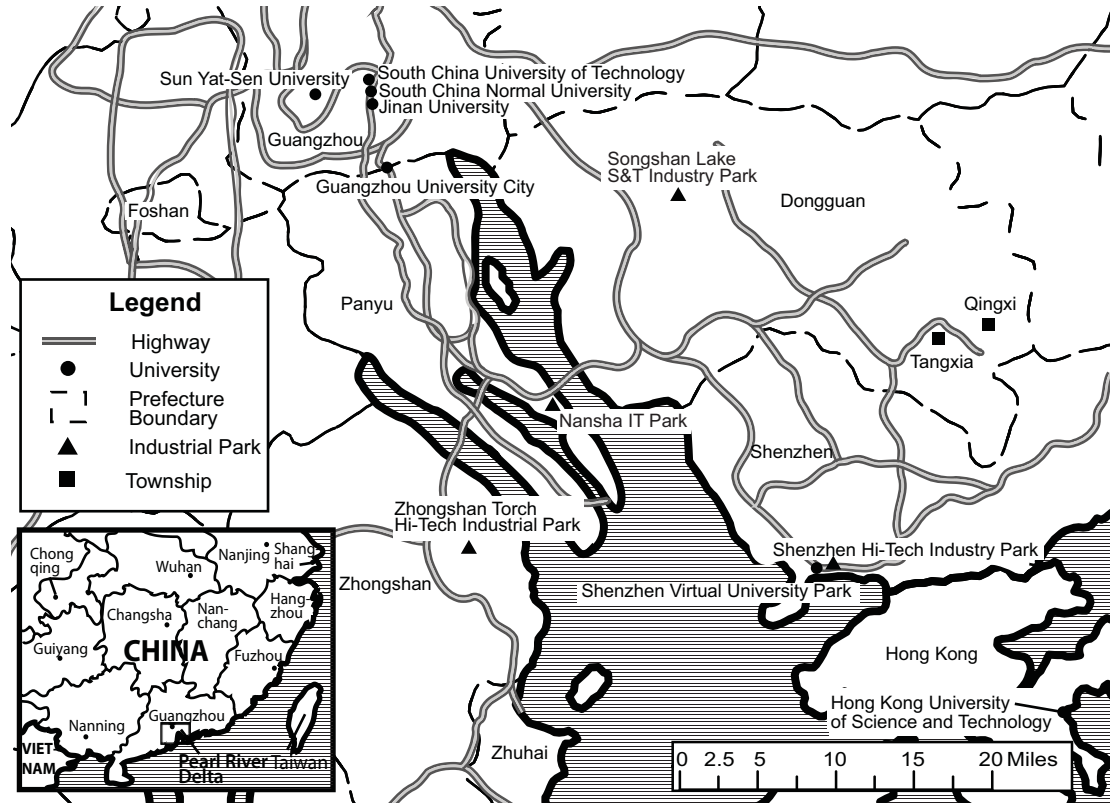 Sun Yat-Sen University
South China University of Technology
South China Normal University
Jinan University
Guangzhou
Guangzhou University City
Songshan Lake
S&T Industry Park
Dongguan
Foshan
Panyu
Qingxi
Tangxia
Nansha IT Park
Shenzhen
Zhongshan Torch
Hi-Tech Industrial Park
Shenzhen Hi-Tech Industry Park
Zhongshan
Shenzhen Virtual University Park
Hong Kong
Hong Kong University
of Science and Technology
Zhuhai
Legend
Highway
University
Prefecture
Boundary
Industrial Park
Township
Chong
qing
Wuhan
Nanjing
Shang-
hai
Hang-
zhou
Changsha
Nan-
chang
Guiyang
CHINA
Fuzhou
Nanning
Guangzhou
VIET
NAM
Pearl River
Delta
Taiwan
0 2.5 5 10 15 20 Miles